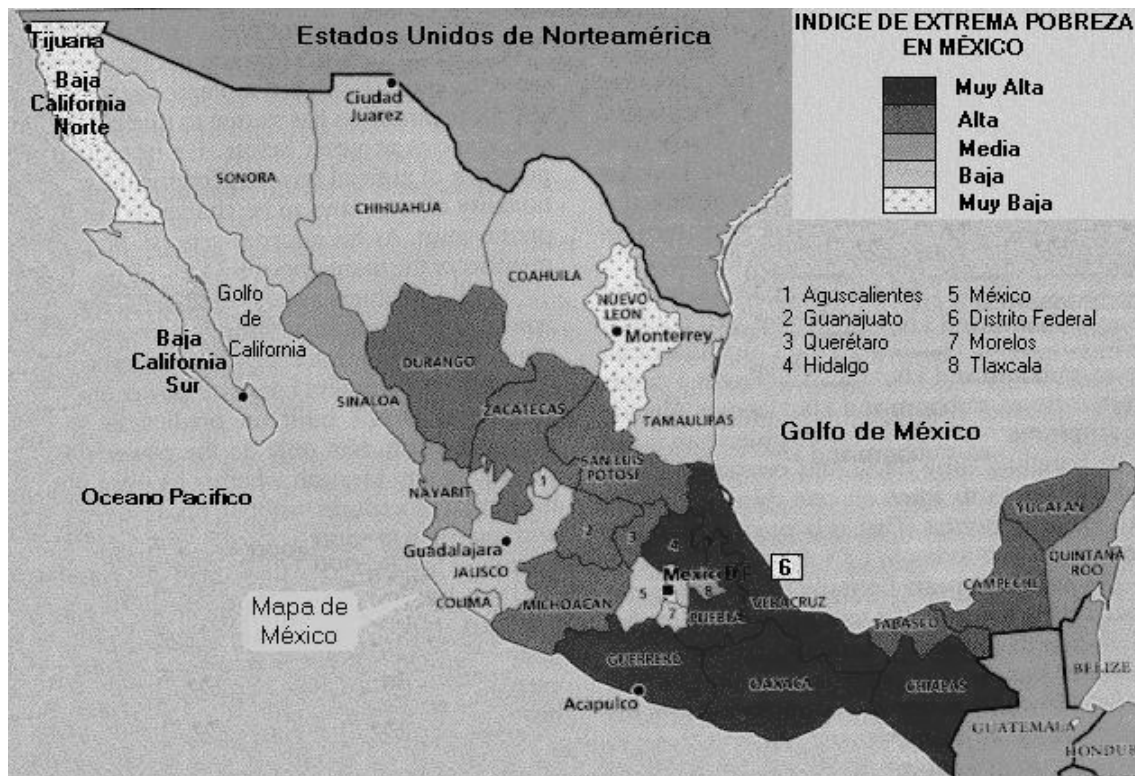 INDICE DE EXTREMA POBREZA
EN MÉXICO
Muy Alta
Alta
Media
Baja
Muy Baja
Estados Unidos de Norteamérica
Tijuana
Baja
California
Norte
Ciudad
Juarez
SONORA
CHIHUAHUA
COAHUILA
NUEVO
LEON
Monterrey
1 Aguscalientes
2 Guanajuato
3 Querétaro
4 Hidalgo
5 México
6 Distrito Federal
7 Morelos
8 Tlaxcala
Golfo
de
California
Baja
California
Sur
DURANGO
SINALOA
ZACATECAS
TAMAULIPAS
SAN LUIS
POTOSÍ
Golfo de México
Oceano Pacifico
NAYARIT
1
2
3
4
Guadalajara
JALISCO
COLIMA
MICHOACAN
5
Mexico D F
8
7
6
PUEBLA
VERACRUZ
YUCATAN
QUINTANA
ROO
CAMPECHE
TABASCO
Mapa de
México
GUERRERO
OAXACA
CHIAPAS
Acapulco
BELIZE
GUATEMALA
HONDUR